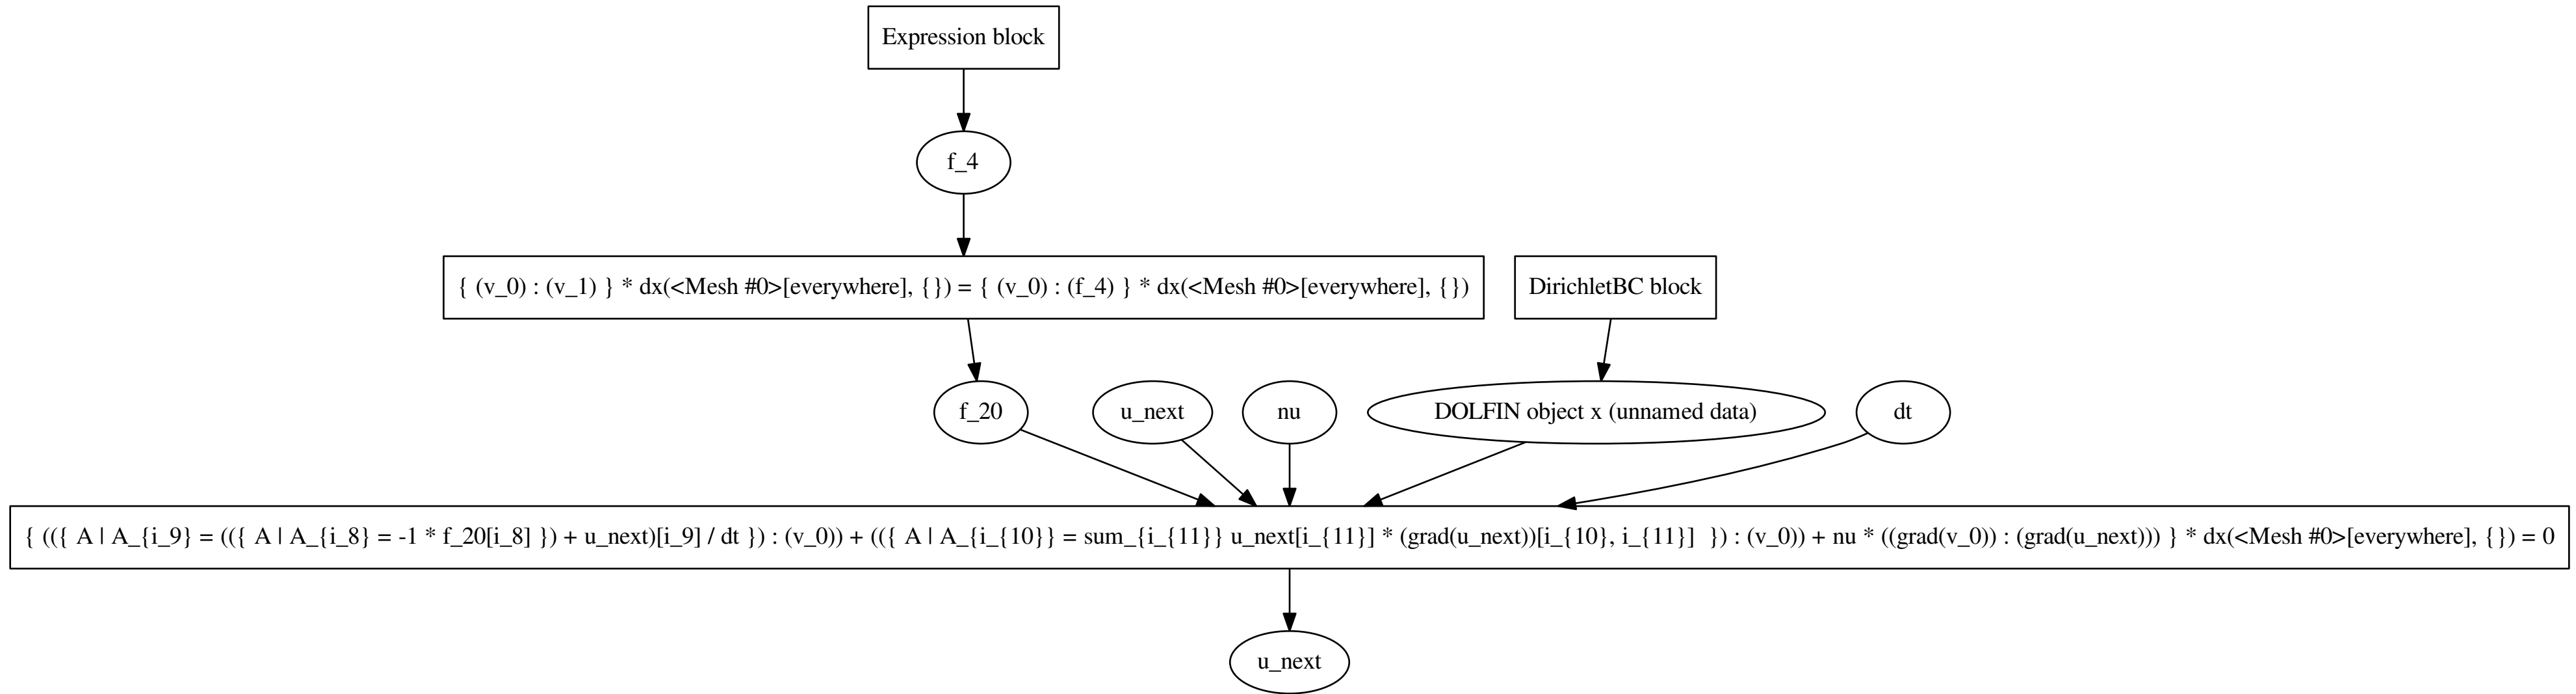 Expression block
f_4
{ (v_0) : (v_1) } * dx(<Mesh #0>[everywhere], {}) = { (v_0) : (f_4) } * dx(<Mesh #0>[everywhere], {})
DirichletBC block
f_20
u_next
nu
DOLFIN object x (unnamed data)
dt
{ (({ A | A_{i_9} = (({ A | A_{i_8} = -1 * f_20[i_8] }) + u_next)[i_9] / dt }) : (v_0)) + (({ A | A_{i_{10}} = sum_{i_{11}} u_next[i_{11}] * (grad(u_next))[i_{10}, i_{11}]  }) : (v_0)) + nu * ((grad(v_0)) : (grad(u_next))) } * dx(<Mesh #0>[everywhere], {}) = 0
u_next